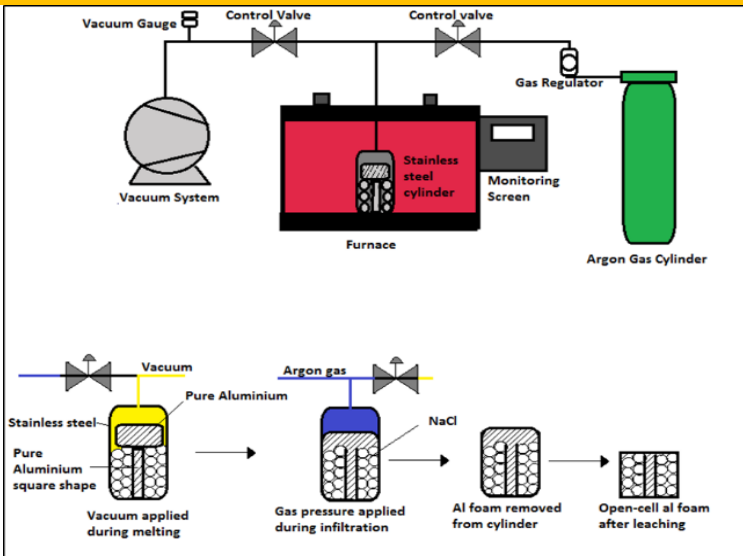 Vacuum Gauge
Control Valve
Control valve
Gas Regulator
Stainless
steel
cylinder
Monitoring
Screen
Vacuum System
Furnace
Argon Gas Cylinder
Vacuum
Argon gas
Pure Aluminium
Stainless steel
NaCl
Pure
Aluminium
square shape
Vacuum applied
during melting
Gas pressure applied
during infiltration
Al foam removed
from cylinder
Open-cell al foam
after leaching